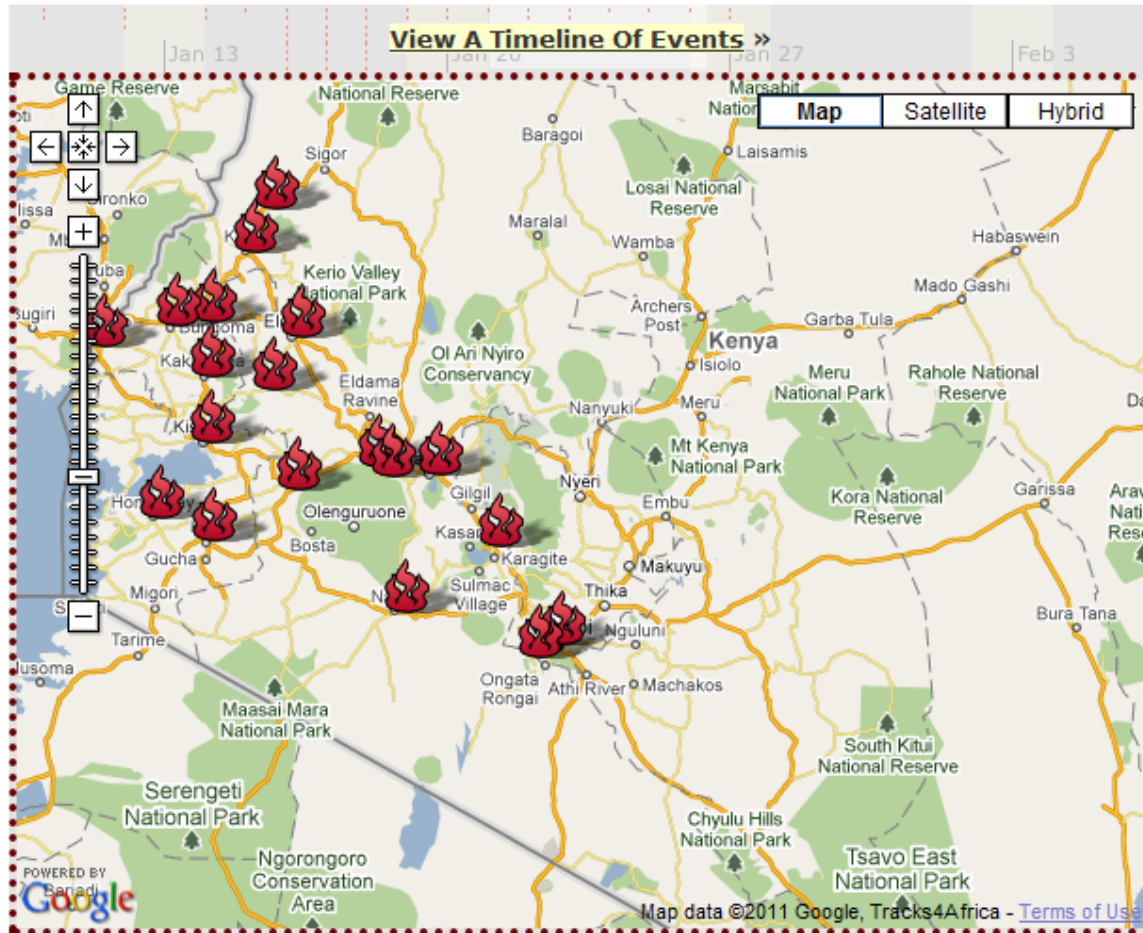 View A Timeline Of Events »
Jan 13
Jan 27
Feb 3
Game Reserve
National Reserve
Marsabit
Map
Satellite
Hybrid
Baragoi
Sigor
Laisamis
Losai National
Reserve
Maralal
Wamba
Habaswein
Kerio Valley
National Park
Mado Gashi
Archers
Post
Garba Tula
Kenya
Ol Ari Nyiro
Conservancy
Isiolo
Eldama
Ravine
Meru
National Park
Rahole National
Reserve
Nanyuki
Meru
Mt Kenya
National Park
Nyeri
Gilgil
Embu
Kora National
Reserve
Garissa
Olenguruone
Bosta
Gucha
Karagite
Makuyu
Sulmac
Village
Thika
Migori
Bura Tana
Tarime
Nguluni
Ongata
Rongai
Athi River
Machakos
Maasai Mara
National Park
South Kitui
National Reserve
Serengeti
National Park
Chyulu Hills
National Park
Ngorongoro
Conservation
Area
Tsavo East
National Park
POWERED BY
Google
Map data ©2011 Google, Tracks4Africa - Terms of Use